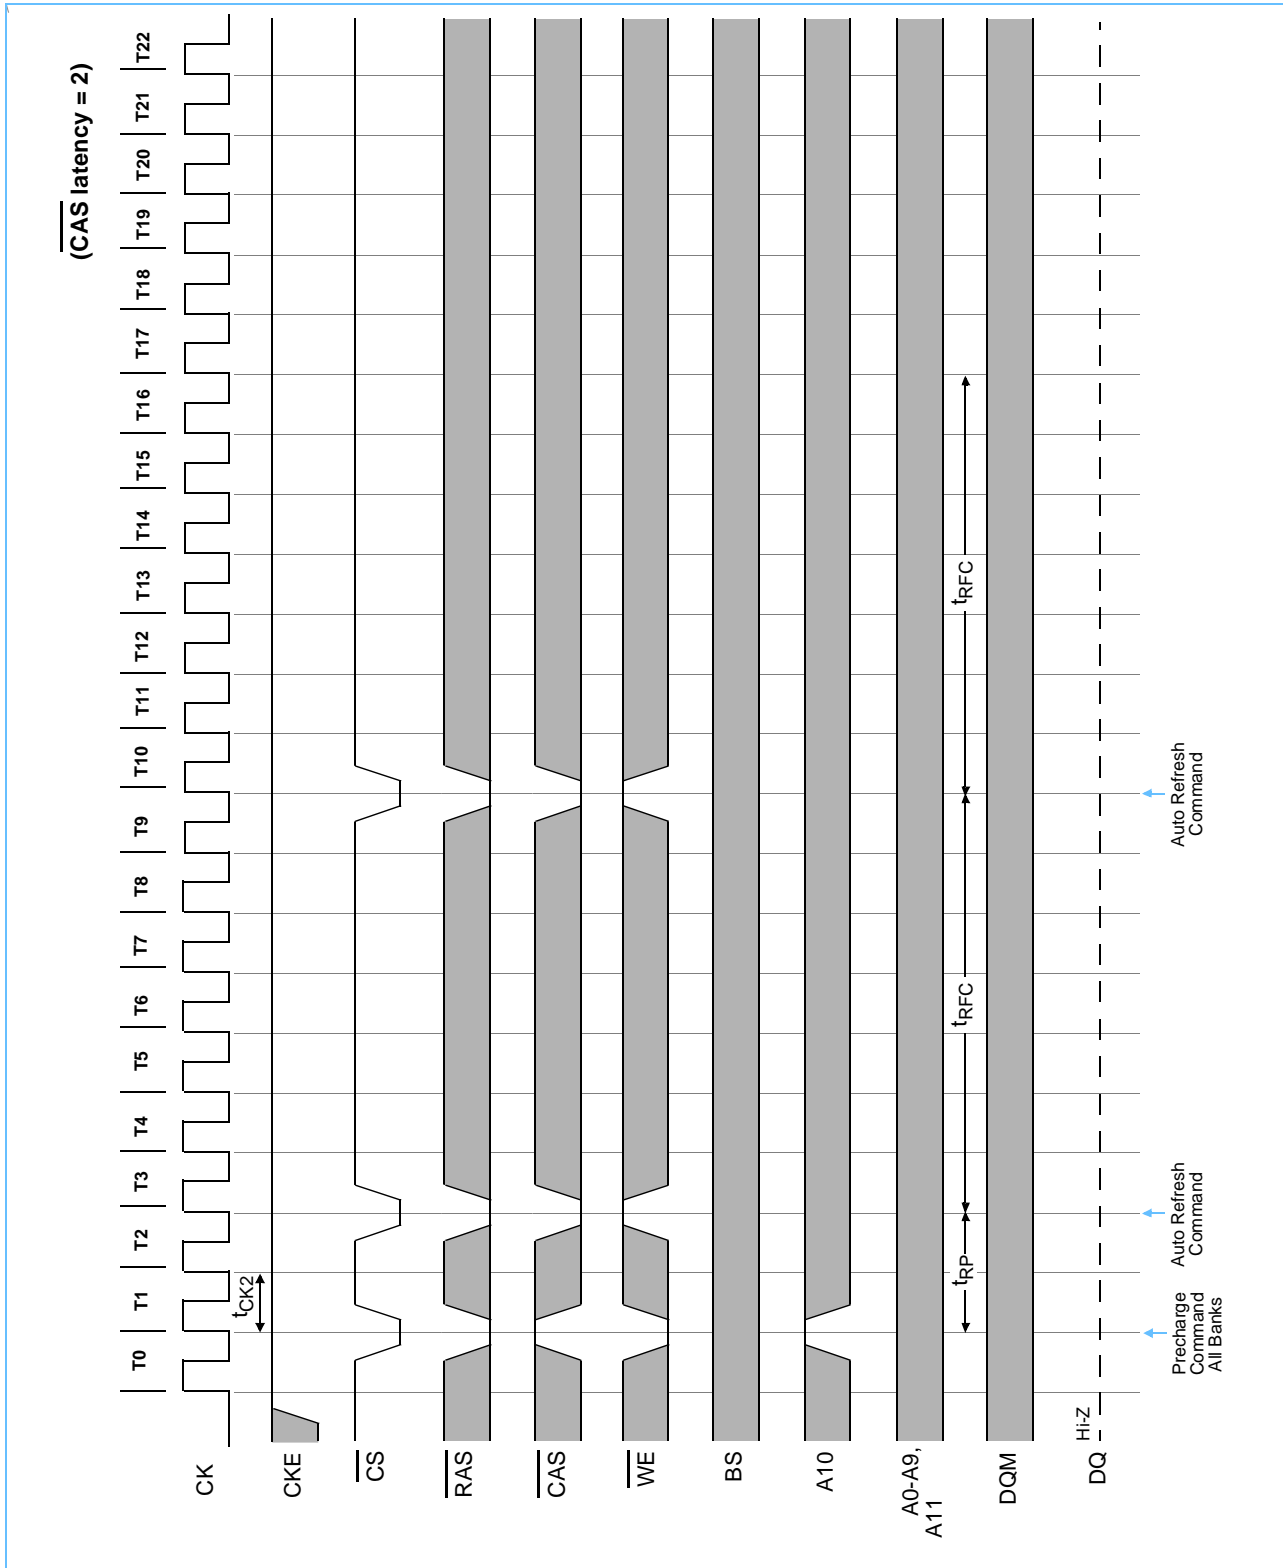 (CAS latency = 2)
T0 T1 T2 T3 T4 T5 T6 T7 T8 T9 T10 T11 T12 T13 T14 T15 T16 T17 T18 T19 T20 T21 T22
CK
tCK2
CKE
CS
RAS
CAS
WE
BS
A10
A0-A9,
A11
tRP
tRFC
tRFC
DQM
DQ
Hi-Z
Precharge
Command
All Banks
Auto Refresh
Command
Auto Refresh
Command